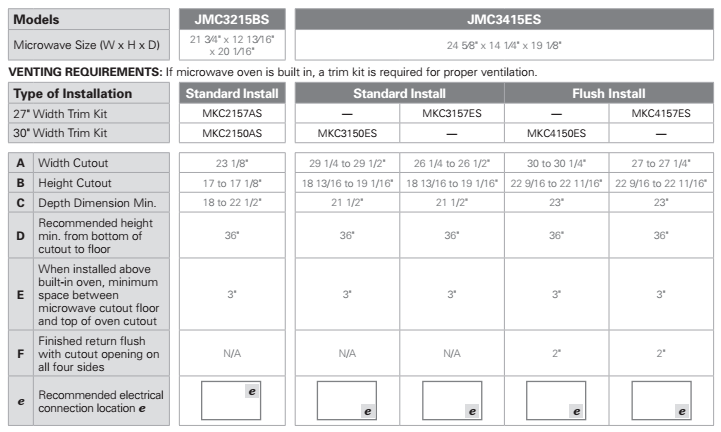 Models JMC3215BS JMC3415ES
Microwave Size (W x H x D) 21 3/4" x 12 13/16" x 20 1/16" 24 5/8" x 14 1/4" x 19 1/8"
VENTING REQUIREMENTS: If microwave oven is built in, a trim kit is required for proper ventilation.
Type of Installation Standard Install Standard Install Flush Install
27" Width Trim Kit MKC2157AS — MKC3157ES — MKC4157ES
30" Width Trim Kit MKC2150AS MKC3150ES — MKC4150ES —
A Width Cutout 23 1/8" 29 1/4 to 29 1/2" 26 1/4 to 26 1/2" 30 to 30 1/4" 27 to 27 1/4"
B Height Cutout 17 to 17 1/8" 18 13/16 to 19 1/16" 18 13/16 to 19 1/16" 22 9/16 to 22 11/16" 22 9/16 to 22 11/16"
C Depth Dimension Min. 18 to 22 1/2" 21 1/2" 21 1/2" 23" 23"
D Recommended height
min. from bottom of
cutout to floor 36" 36" 36" 36" 36"
E When installed above
built-in oven, minimum
space between
microwave cutout floor
and top of oven cutout 3" 3" 3" 3" 3"
F Finished return flush
with cutout opening on
all four sides N/A N/A N/A 2" 2"
e Recommended electrical
connection location e e e e e e